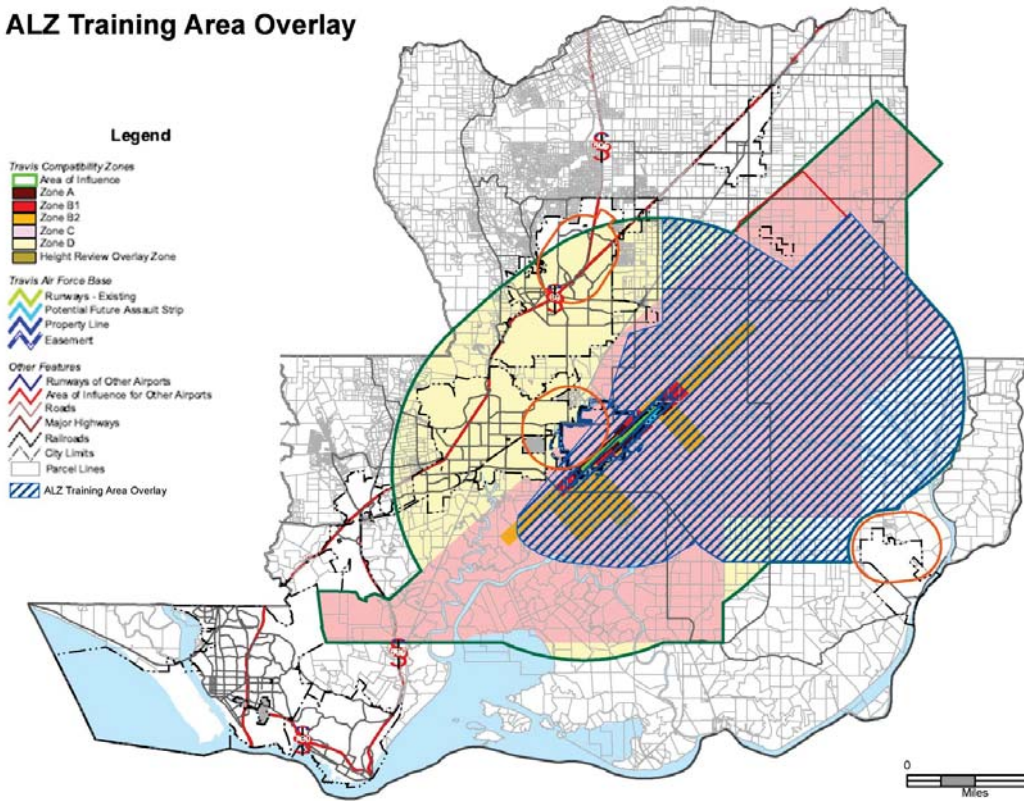 ALZ Training Area Overlay
Legend
Travis Compatibility Zones
Area of Influence
Zone A
Zone B1
Zone B2
Zone C
Zone D
Height Review Overlay Zone
Travis Air Force Base
Runways - Existing
Potential Future Assault Strip
Property Line
Easement
Other Features
Runways of Other Airports
Area of Influence for Other Airports
Roads
Major Highways
Railroads
City Limits
Parcel Lines
ALZ Training Area Overlay
0
Miles